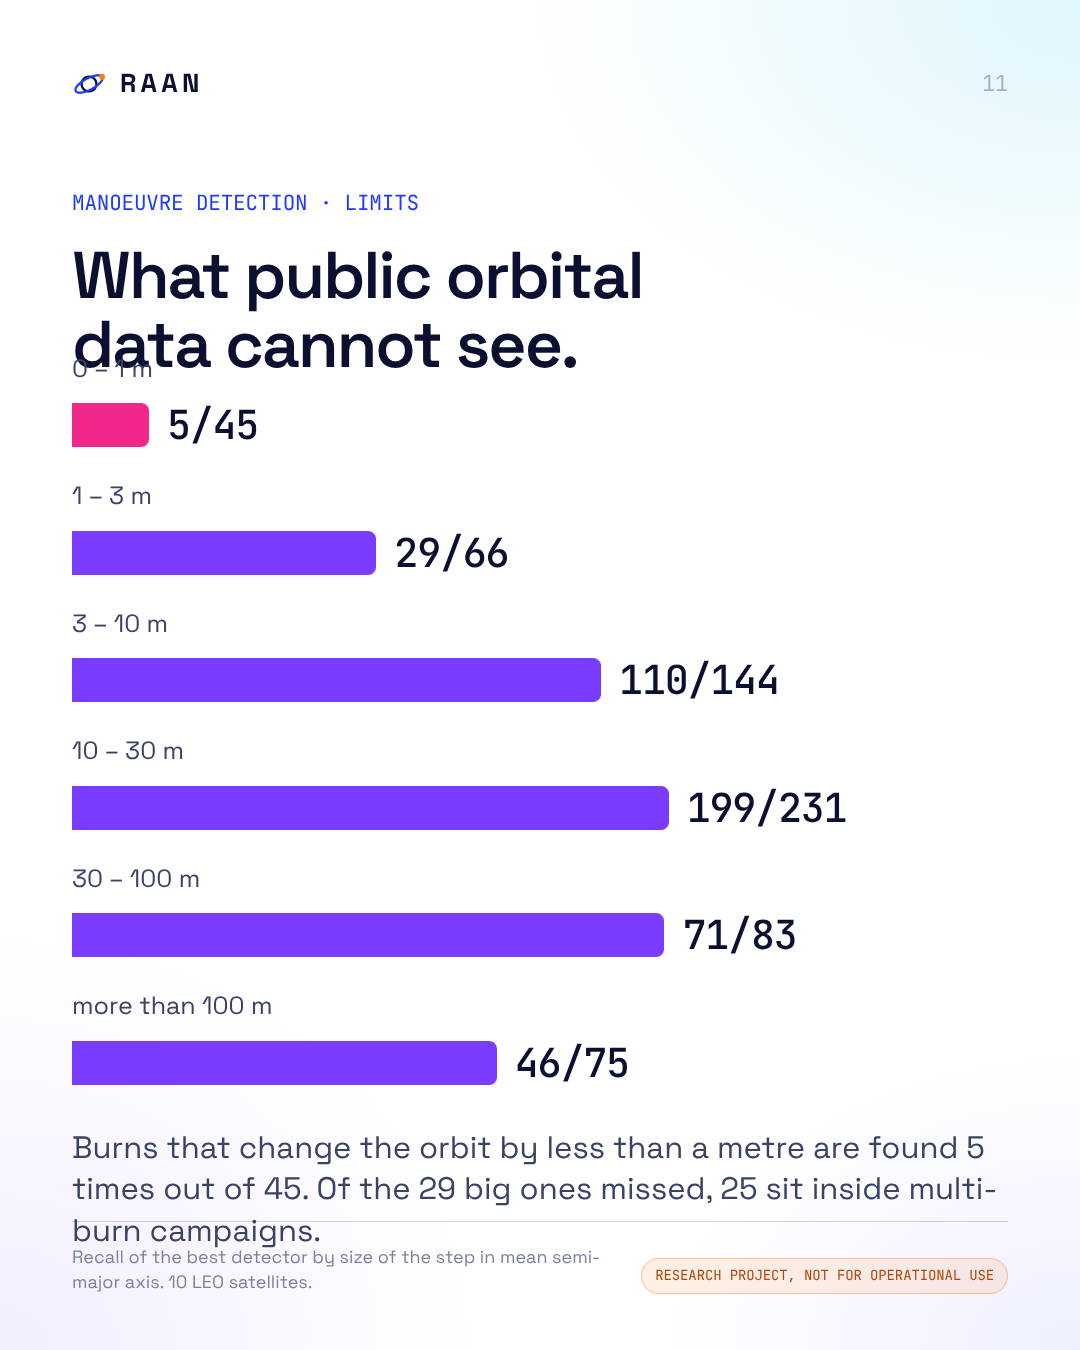 RAAN
11
MANOEUVRE DETECTION · LIMITS
What public orbital
data cannot see.
0 – 1 m
5/45
1 – 3 m
29/66
3 – 10 m
110/144
10 – 30 m
199/231
30 – 100 m
71/83
more than 100 m
46/75
Burns that change the orbit by less than a metre are found 5
times out of 45. Of the 29 big ones missed, 25 sit inside multi-
burn campaigns.
Recall of the best detector by size of the step in mean semi-
major axis. 10 LEO satellites.
RESEARCH PROJECT, NOT FOR OPERATIONAL USE